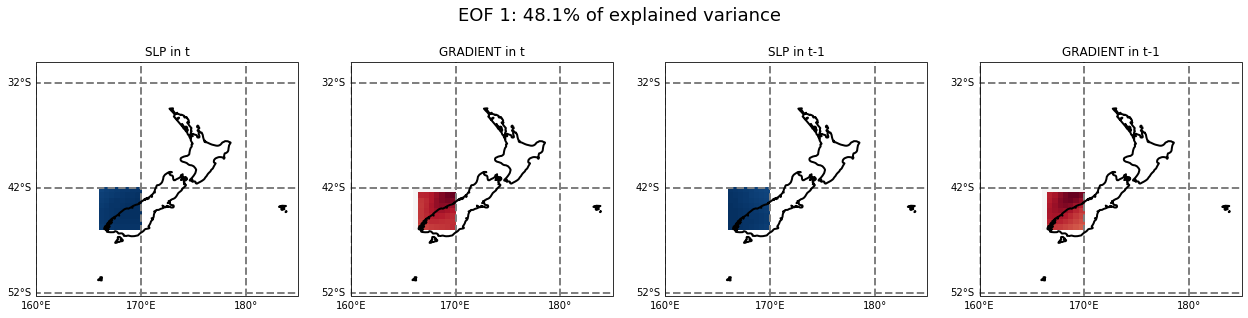 EOF 1: 48.1% of explained variance
SLP in t
GRADIENT in t
SLP in t-1
GRADIENT in t-1
32°S
42°S
52°S
160°E 170°E 180°
32°S
42°S
52°S
160°E 170°E 180°
32°S
42°S
52°S
160°E 170°E 180°
32°S
42°S
52°S
160°E 170°E 180°